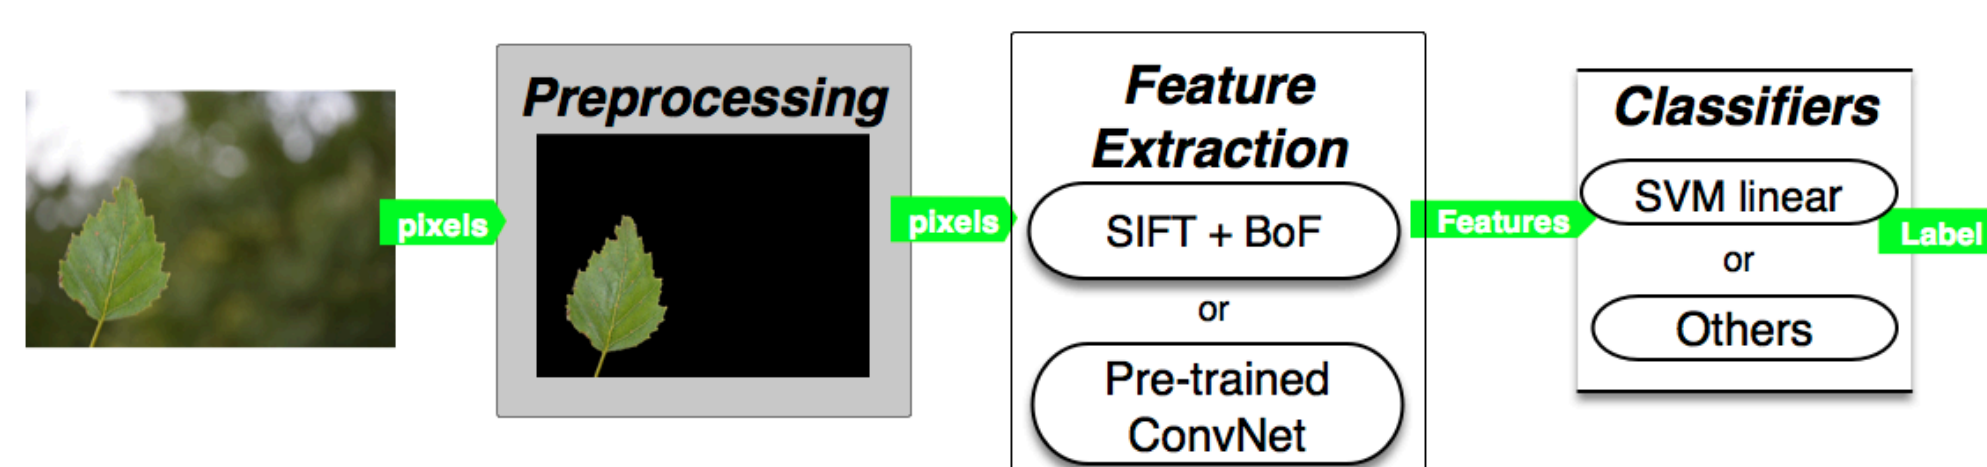 Preprocessing
pixels
pixels
Feature
Extraction
SIFT + BoF
or
Pre-trained
ConvNet
Features
Classifiers
SVM linear
or
Others
Label